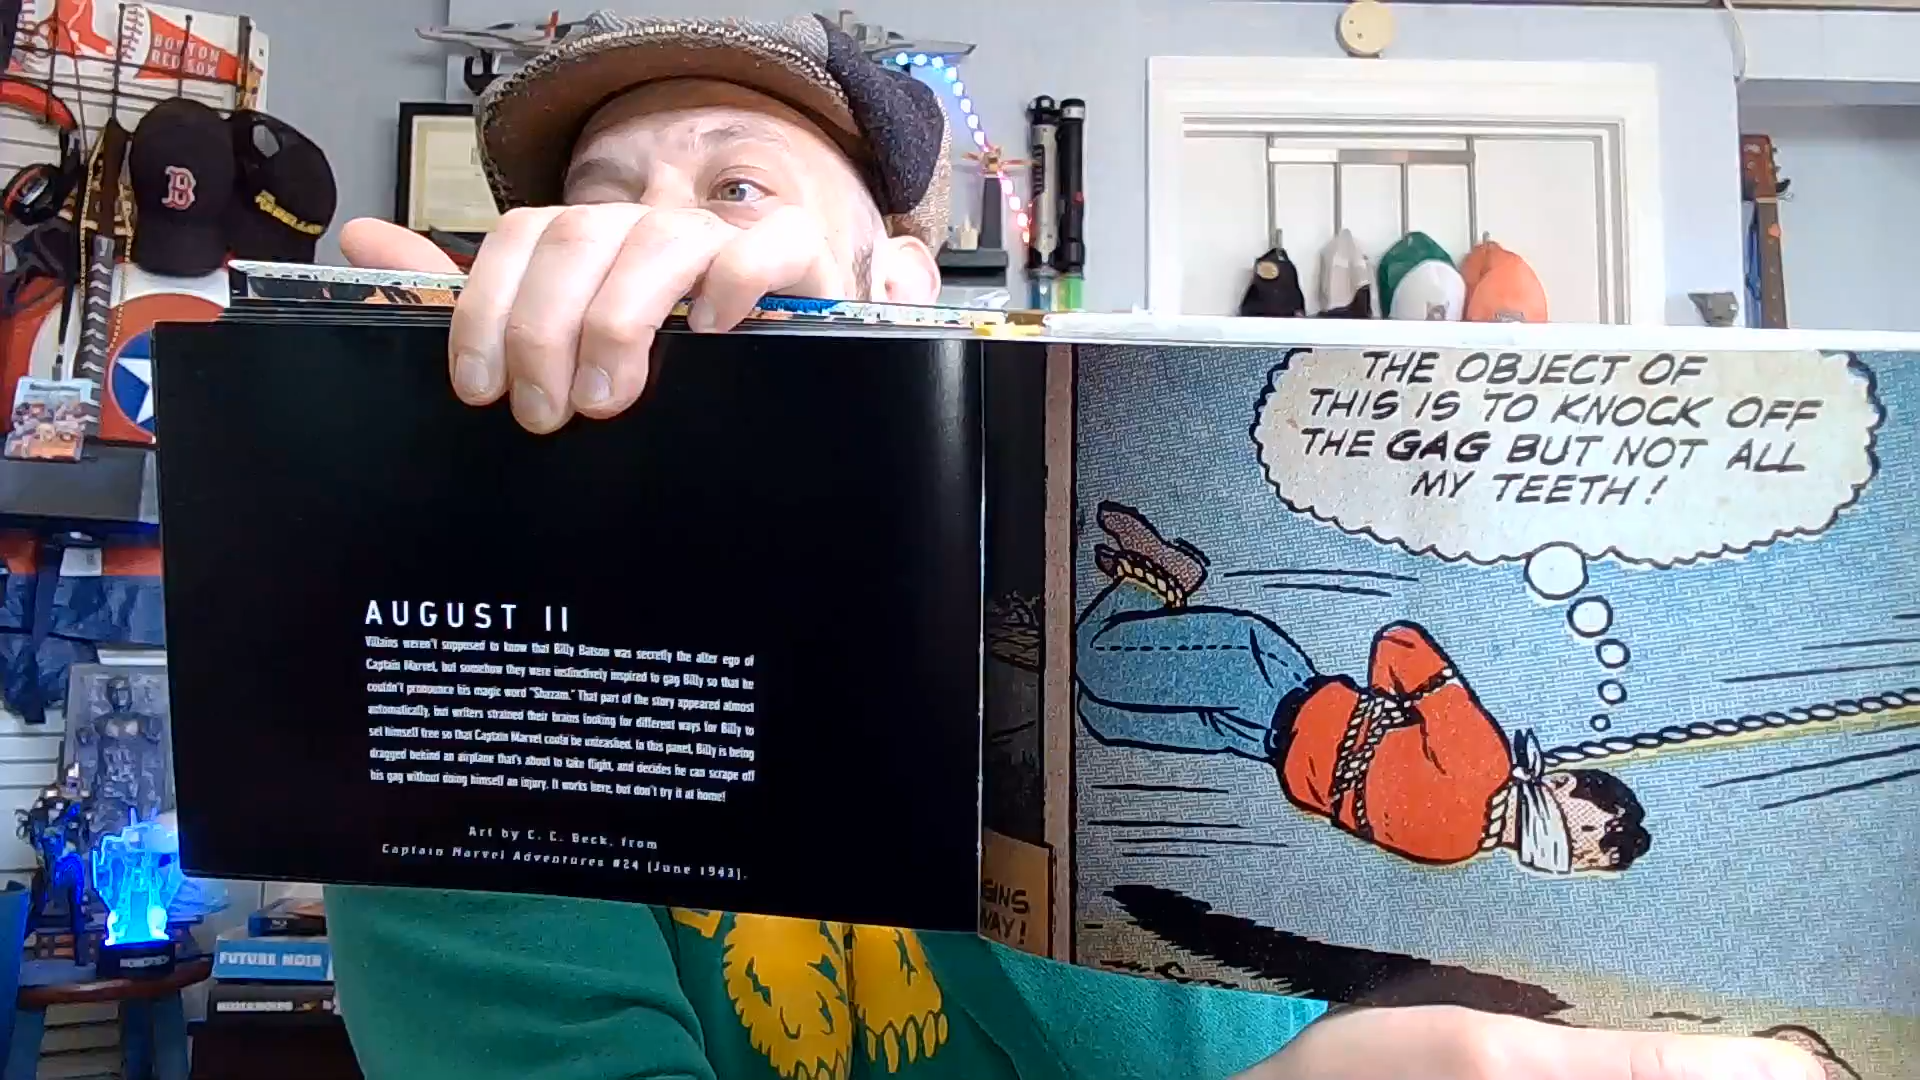 BOSTON
RED SOX
B
AUGUST 11
Villains weren't supposed to know that Billy Batson was secretly the alter ego of
Captain Marvel, but somehow they were instinctively inspired to gag Billy so that he
couldn't pronounce his magic word "Shazam." That part of the story appeared almost
automatically, but writers strained their brains looking for different ways for Billy to
set himself free so that Captain Marvel could be unleashed. In this panel, Billy is being
dragged behind an airplane that's about to take flight, and decides he can scrape off
his gag without doing himself an injury. It works here, but don't try it at home!
Art by C. C. Beck, from
Captain Marvel Adventures #24 (June 1943).
THE OBJECT OF
THIS IS TO KNOCK OFF
THE GAG BUT NOT ALL
MY TEETH!
GINS
WAY!
FUTURE NOIR